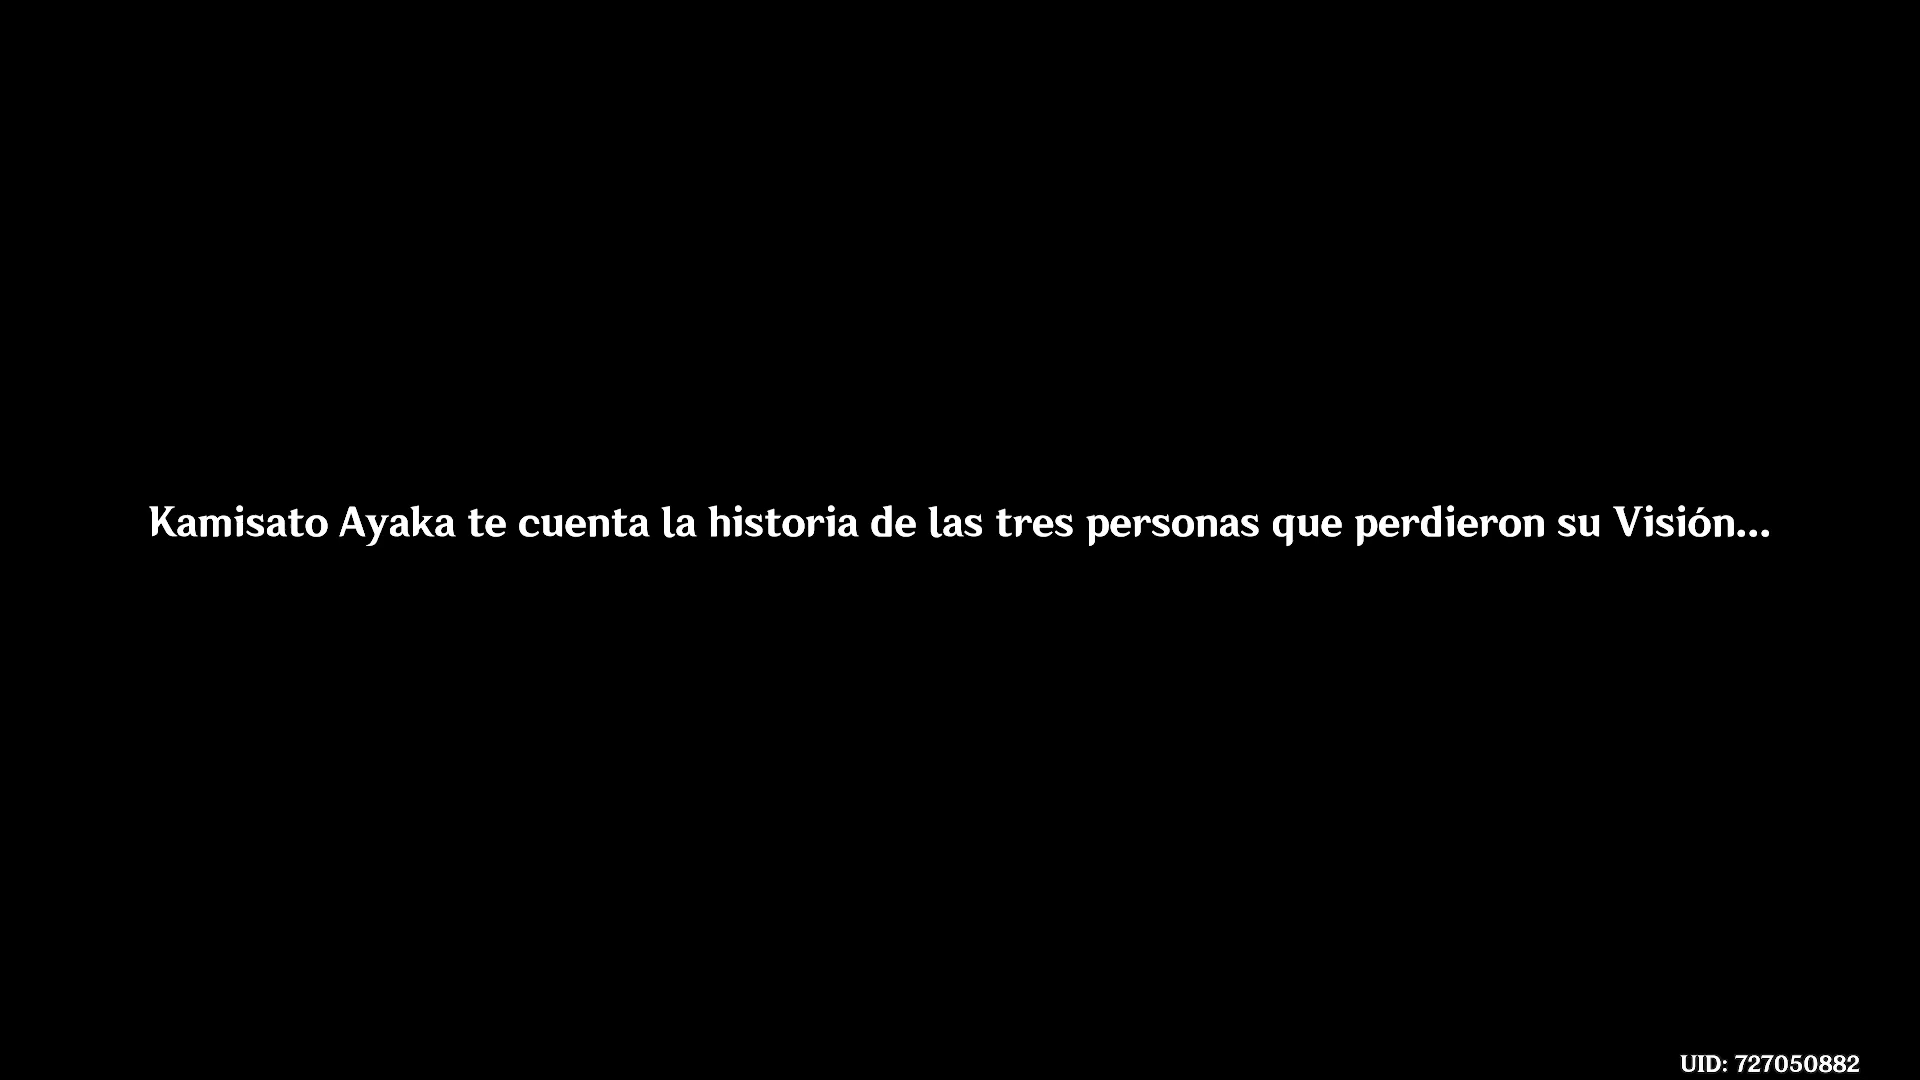 Kamisato Ayaka te cuenta la historia de las tres personas que perdieron su Visión...
UID: 727050882